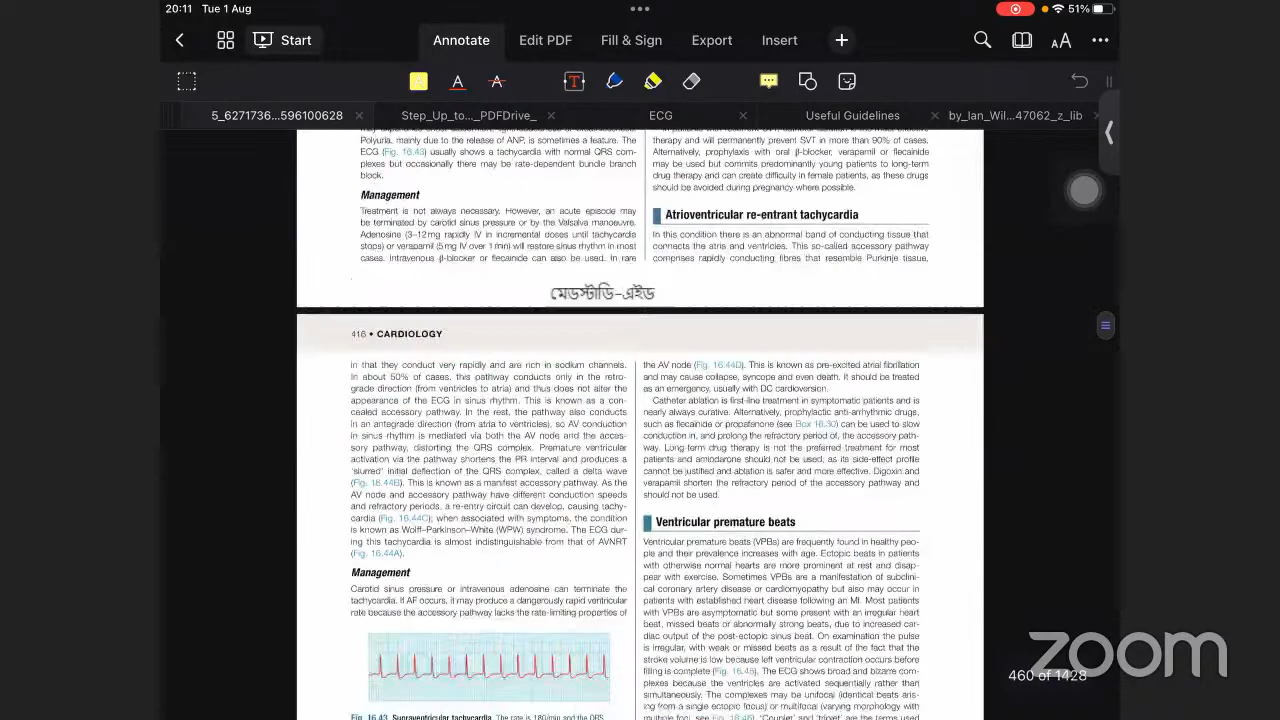 20:11 Tue 1 Aug
51%
Start
Annotate
Edit PDF
Fill & Sign
Export
Insert
5_6271736...596100628
Step_Up_to..._PDFDrive_
ECG
Useful Guidelines
by_Ian_Wil...47062_z_lib
Polyuria, mainly due to the release of ANP, is sometimes a feature. The
ECG (Fig. 16.43) usually shows a tachycardia with normal QRS com-
plexes but occasionally there may be rate-dependent bundle branch
block.
Management
Treatment is not always necessary. However, an acute episode may
be terminated by carotid sinus pressure or by the Valsalva manoeuvre.
Adenosine (3–12 mg rapidly IV in incremental doses until tachycardia
stops) or verapamil (5 mg IV over 1 min) will restore sinus rhythm in most
cases. Intravenous β-blocker or flecainide can also be used. In rare
therapy and will permanently prevent SVT in more than 90% of cases.
Alternatively, prophylaxis with oral β-blocker, verapamil or flecainide
may be used but commits predominantly young patients to long-term
drug therapy and can create difficulty in female patients, as these drugs
should be avoided during pregnancy where possible.
Atrioventricular re-entrant tachycardia
In this condition there is an abnormal band of conducting tissue that
connects the atria and ventricles. This so-called accessory pathway
comprises rapidly conducting fibres that resemble Purkinje tissue,
মেডস্টাডি-এইড
416 • CARDIOLOGY
in that they conduct very rapidly and are rich in sodium channels.
In about 50% of cases, this pathway conducts only in the retro-
grade direction (from ventricles to atria) and thus does not alter the
appearance of the ECG in sinus rhythm. This is known as a con-
cealed accessory pathway. In the rest, the pathway also conducts
in an antegrade direction (from atria to ventricles), so AV conduction
in sinus rhythm is mediated via both the AV node and the acces-
sory pathway, distorting the QRS complex. Premature ventricular
activation via the pathway shortens the PR interval and produces a
'slurred' initial deflection of the QRS complex, called a delta wave
(Fig. 16.44B). This is known as a manifest accessory pathway. As the
AV node and accessory pathway have different conduction speeds
and refractory periods, a re-entry circuit can develop, causing tachy-
cardia (Fig. 16.44C); when associated with symptoms, the condition
is known as Wolff–Parkinson–White (WPW) syndrome. The ECG dur-
ing this tachycardia is almost indistinguishable from that of AVNRT
(Fig. 16.44A).
Management
Carotid sinus pressure or intravenous adenosine can terminate the
tachycardia. If AF occurs, it may produce a dangerously rapid ventricular
rate because the accessory pathway lacks the rate-limiting properties of
Fig. 16.43 Supraventricular tachycardia. The rate is 180/min and the QRS
the AV node (Fig. 16.44D). This is known as pre-excited atrial fibrillation
and may cause collapse, syncope and even death. It should be treated
as an emergency, usually with DC cardioversion.
Catheter ablation is first-line treatment in symptomatic patients and is
nearly always curative. Alternatively, prophylactic anti-arrhythmic drugs,
such as flecainide or propafenone (see Box 16.30) can be used to slow
conduction in, and prolong the refractory period of, the accessory path-
way. Long-term drug therapy is not the preferred treatment for most
patients and amiodarone should not be used, as its side-effect profile
cannot be justified and ablation is safer and more effective. Digoxin and
verapamil shorten the refractory period of the accessory pathway and
should not be used.
Ventricular premature beats
Ventricular premature beats (VPBs) are frequently found in healthy peo-
ple and their prevalence increases with age. Ectopic beats in patients
with otherwise normal hearts are more prominent at rest and disap-
pear with exercise. Sometimes VPBs are a manifestation of subclini-
cal coronary artery disease or cardiomyopathy but also may occur in
patients with established heart disease following an MI. Most patients
with VPBs are asymptomatic but some present with an irregular heart
beat, missed beats or abnormally strong beats, due to increased car-
diac output of the post-ectopic sinus beat. On examination the pulse
is irregular, with weak or missed beats as a result of the fact that the
stroke volume is low because left ventricular contraction occurs before
filling is complete (Fig. 16.45). The ECG shows broad and bizarre com-
plexes because the ventricles are activated sequentially rather than
simultaneously. The complexes may be unifocal (identical beats aris-
ing from a single ectopic focus) or multifocal (varying morphology with
multiple foci, see Fig. 16.45). 'Couplet' and 'triplet' are the terms used
460 of 1428
zoom